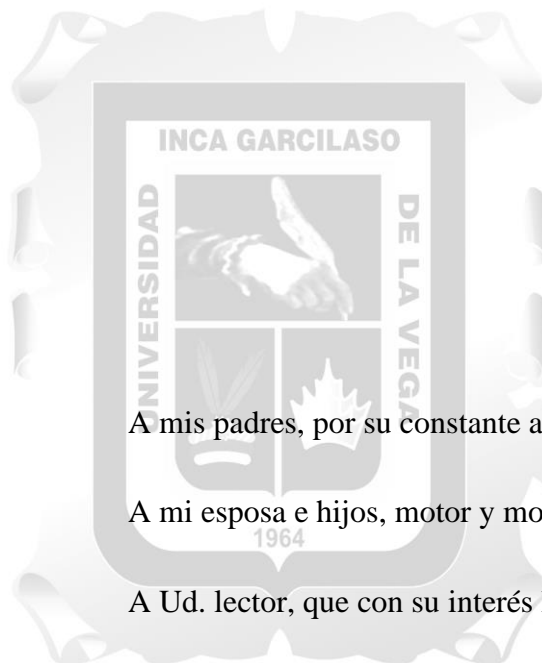 INCA GARCILASO
UNIVERSIDAD
DE LA VEGA
A mis padres, por su constante
A mi esposa e hijos, motor y
1964
A Ud. lector, que con su interés